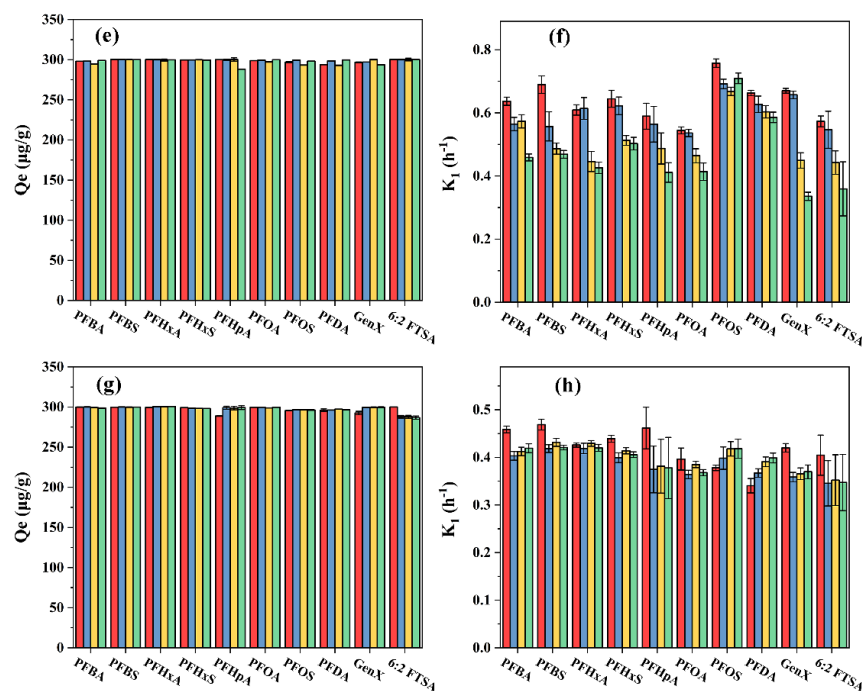 (e)
Qe (µg/g)
350
300
250
200
150
100
50
0
PFBA
PFBS
PFHxA
PFHxS
PFHpA
PFOA
PFOS
PFDA
GenX
6:2 FTSA
(f)
K1 (h-1)
0.8
0.6
0.4
0.2
0.0
PFBA
PFBS
PFHxA
PFHxS
PFHpA
PFOA
PFOS
PFDA
GenX
6:2 FTSA
(g)
Qe (µg/g)
350
300
250
200
150
100
50
0
PFBA
PFBS
PFHxA
PFHxS
PFHpA
PFOA
PFOS
PFDA
GenX
6:2 FTSA
(h)
K1 (h-1)
0.5
0.4
0.3
0.2
0.1
0.0
PFBA
PFBS
PFHxA
PFHxS
PFHpA
PFOA
PFOS
PFDA
GenX
6:2 FTSA